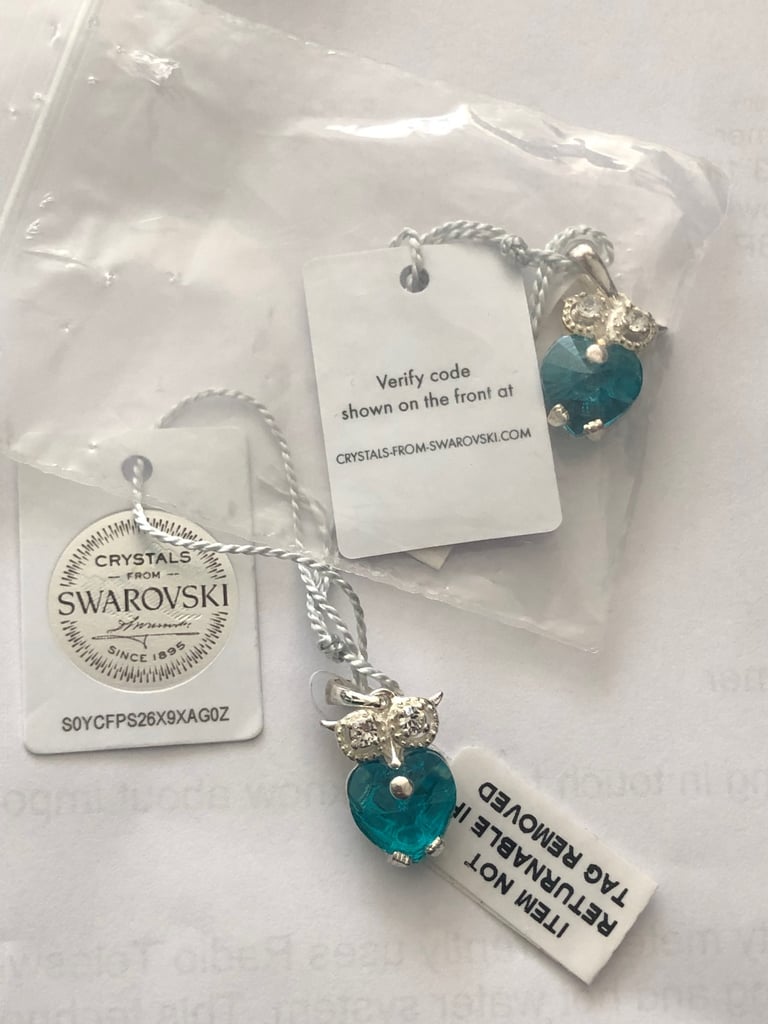 Verify code
shown on the front at
CRYSTALS-FROM-SWAROVSKI.COM
CRYSTALS
FROM
SWAROVSKI
SINCE 1895
S0YCFPS26X9XAG0Z
ITEM NOT
RETURNABLE IF
TAG REMOVED